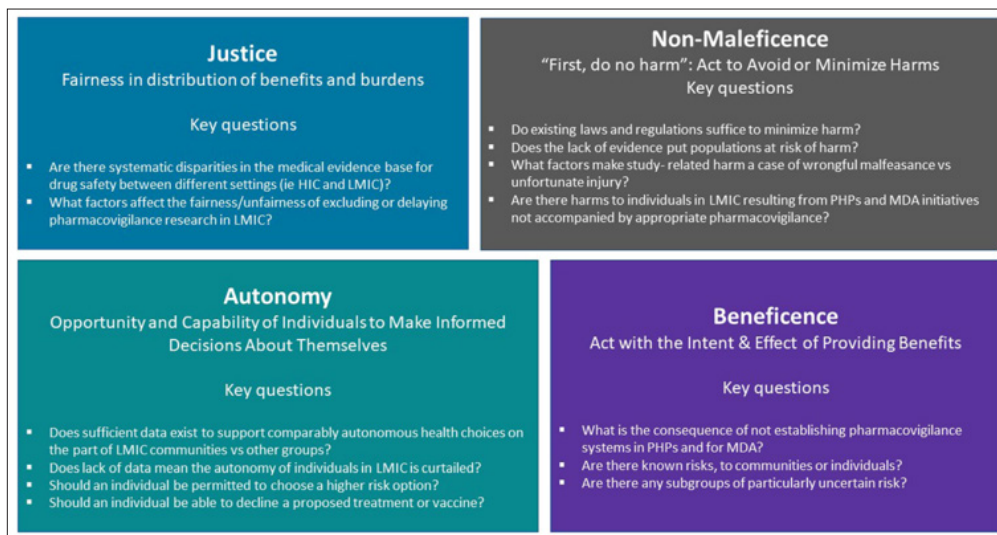 Justice
Fairness in distribution of benefits and burdens
Key questions
▪ Are there systematic disparities in the medical evidence base for
drug safety between different settings (ie HIC and LMIC)?
▪ What factors affect the fairness/unfairness of excluding or delaying
pharmacovigilance research in LMIC?
Non-Maleficence
“First, do no harm”: Act to Avoid or Minimize Harms
Key questions
▪ Do existing laws and regulations suffice to minimize harm?
▪ Does the lack of evidence put populations at risk of harm?
▪ What factors make study- related harm a case of wrongful malfeasance vs
unfortunate injury?
▪ Are there harms to individuals in LMIC resulting from PHPs and MDA initiatives
not accompanied by appropriate pharmacovigilance?
Autonomy
Opportunity and Capability of Individuals to Make Informed
Decisions About Themselves
Key questions
▪ Does sufficient data exist to support comparably autonomous health choices on
the part of LMIC communities vs other groups?
▪ Does lack of data mean the autonomy of individuals in LMIC is curtailed?
▪ Should an individual be permitted to choose a higher risk option?
▪ Should an individual be able to decline a proposed treatment or vaccine?
Beneficence
Act with the Intent & Effect of Providing Benefits
Key questions
▪ What is the consequence of not establishing pharmacovigilance
systems in PHPs and for MDA?
▪ Are there known risks, to communities or individuals?
▪ Are there any subgroups of particularly uncertain risk?